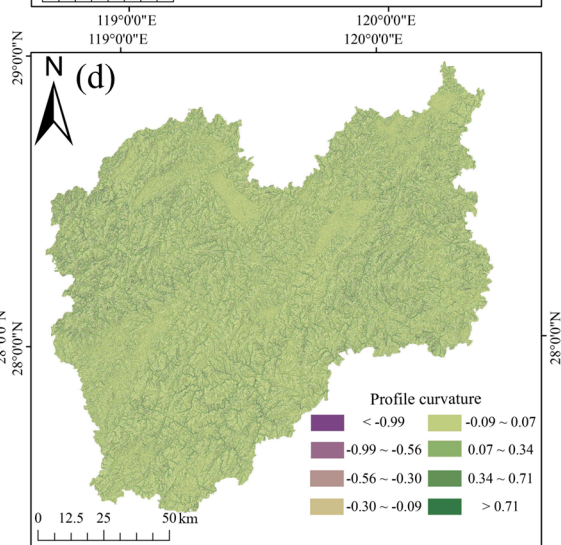 119°0'0"E 120°0'0"E
119°0'0"E 120°0'0"E
29°0'0"N
N
(d)
28°0'0"N
28°0'0"N
Profile curvature
< -0.99 -0.09 ~ 0.07
-0.99 ~ -0.56 0.07 ~ 0.34
-0.56 ~ -0.30 0.34 ~ 0.71
-0.30 ~ -0.09 > 0.71
0 12.5 25 50 km